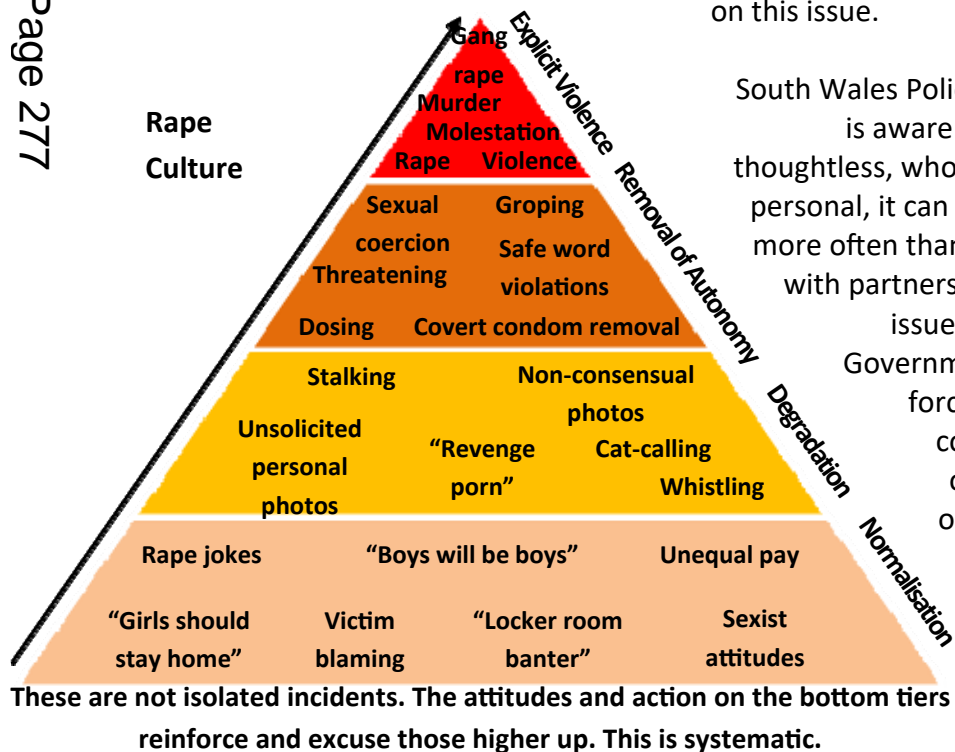 Page 277
on this issue.
South Wales Polic
is aware
thoughtless, who
personal, it can
more often than
with partners
issue
Governm
forc
co
o
Rape
Culture
Gang
rape
Murder
Molestation
Rape Violence
Explicit Violence
Sexual Groping
coercion Safe word
Threatening violations
Dosing Covert condom removal
Removal of Autonomy
Stalking Non-consensual
photos
Unsolicited "Revenge Cat-calling
personal porn" Whistling
photos
Degradation
Rape jokes "Boys will be boys" Unequal pay
"Girls should Victim "Locker room Sexist
stay home" blaming banter" attitudes
Normalisation
These are not isolated incidents. The attitudes and action on the bottom tiers
reinforce and excuse those higher up. This is systematic.